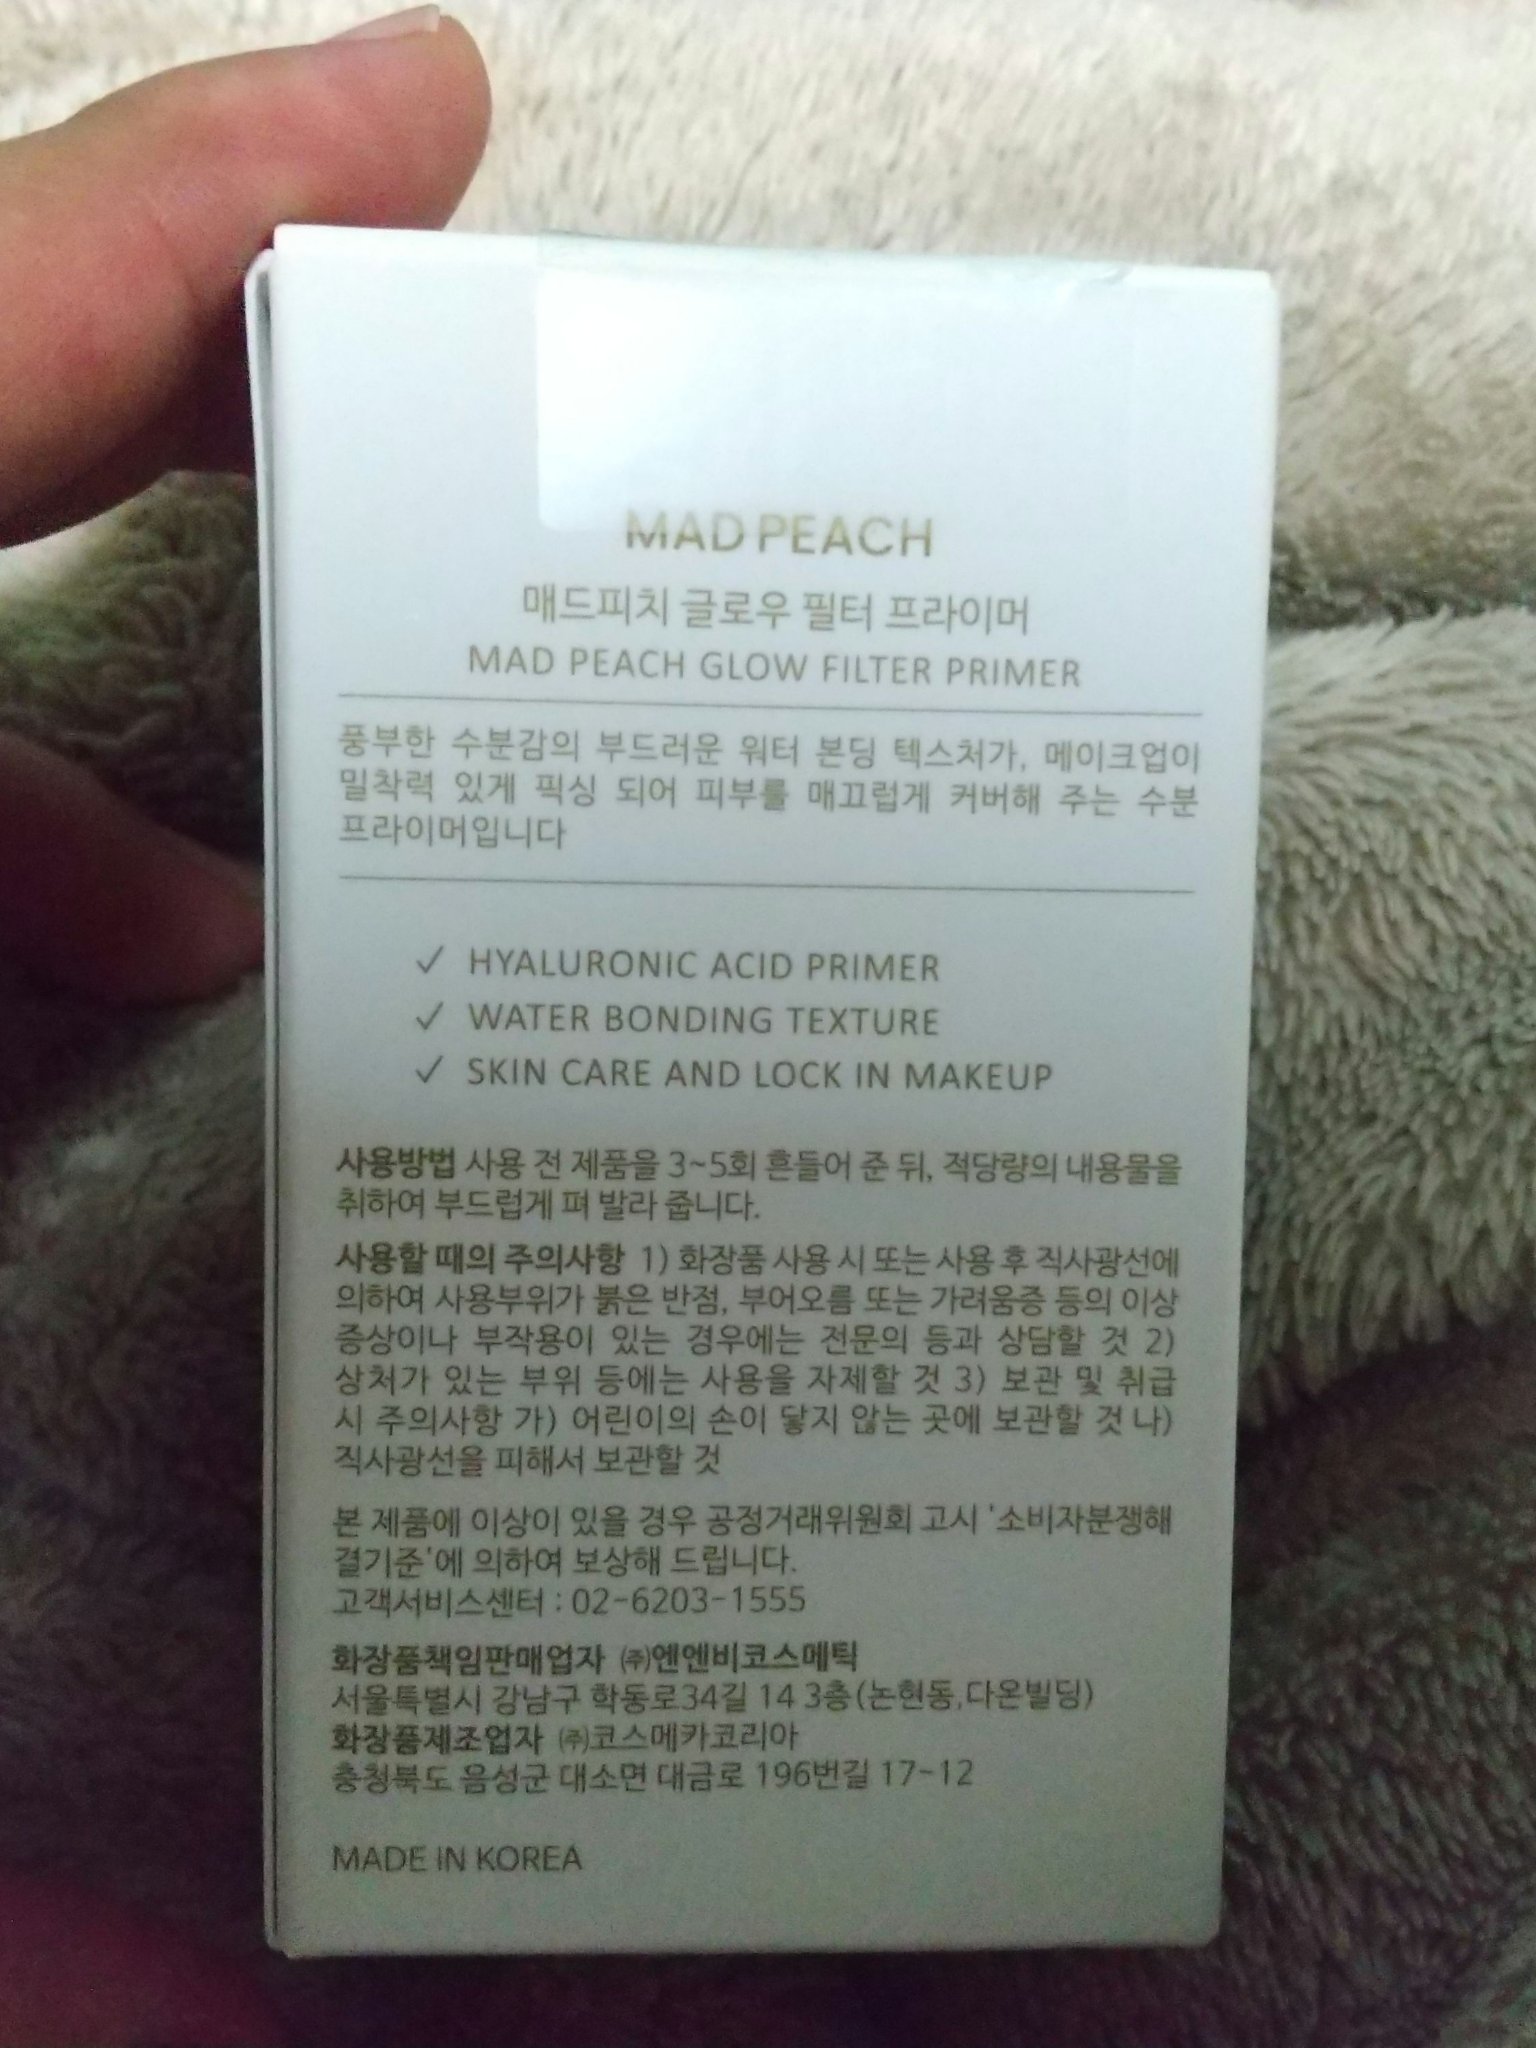 MAD PEACH
매드피치 글로우 필터 프라이머
MAD PEACH GLOW FILTER PRIMER
풍부한 수분감의 부드러운 워터 본딩 텍스처가, 메이크업이
밀착력 있게 픽싱 되어 피부를 매끄럽게 커버해 주는 수분
프라이머입니다
✓ HYALURONIC ACID PRIMER
✓ WATER BONDING TEXTURE
✓ SKIN CARE AND LOCK IN MAKEUP
사용방법 사용 전 제품을 3~5회 흔들어 준 뒤, 적당량의 내용물을
취하여 부드럽게 펴 발라 줍니다.
사용할 때의 주의사항 1) 화장품 사용 시 또는 사용 후 직사광선에
의하여 사용부위가 붉은 반점, 부어오름 또는 가려움증 등의 이상
증상이나 부작용이 있는 경우에는 전문의 등과 상담할 것 2)
상처가 있는 부위 등에는 사용을 자제할 것 3) 보관 및 취급
시 주의사항 가) 어린이의 손이 닿지 않는 곳에 보관할 것 나)
직사광선을 피해서 보관할 것
본 제품에 이상이 있을 경우 공정거래위원회 고시 '소비자분쟁해
결기준'에 의하여 보상해 드립니다.
고객서비스센터 : 02-6203-1555
화장품책임판매업자 ㈜엔엔비코스메틱
서울특별시 강남구 학동로34길 14 3층(논현동,다온빌딩)
화장품제조업자 ㈜코스메카코리아
충청북도 음성군 대소면 대금로 196번길 17-12
MADE IN KOREA